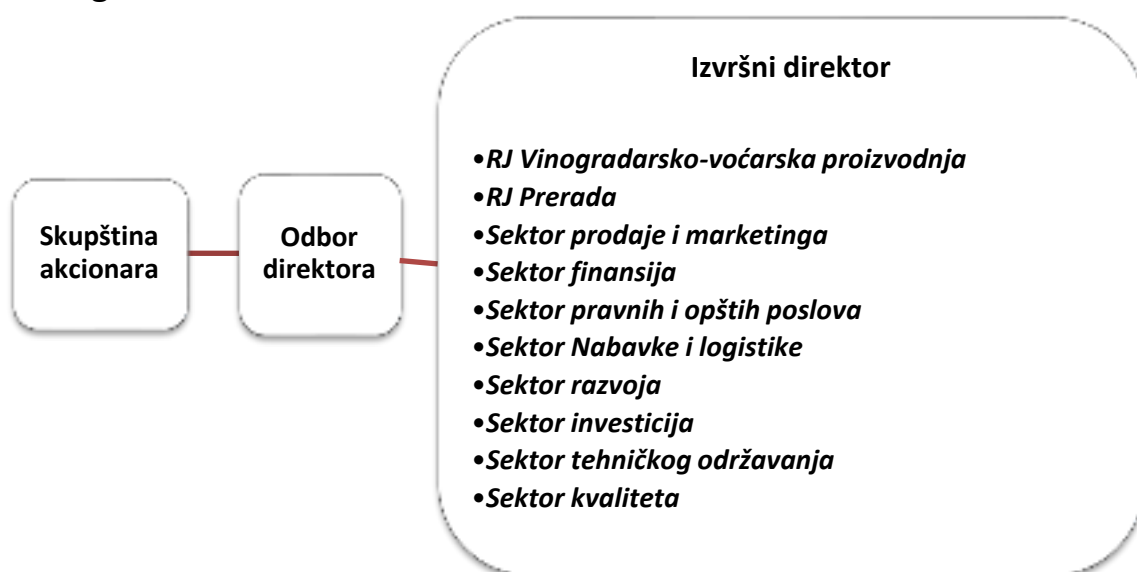 Skupština
akcionara
Odbor
direktora
Izvršni direktor
•RJ Vinogradarsko-voćarska proizvodnja
•RJ Prerada
•Sektor prodaje i marketinga
•Sektor finansija
•Sektor pravnih i opštih poslova
•Sektor Nabavke i logistike
•Sektor razvoja
•Sektor investicija
•Sektor tehničkog održavanja
•Sektor kvaliteta